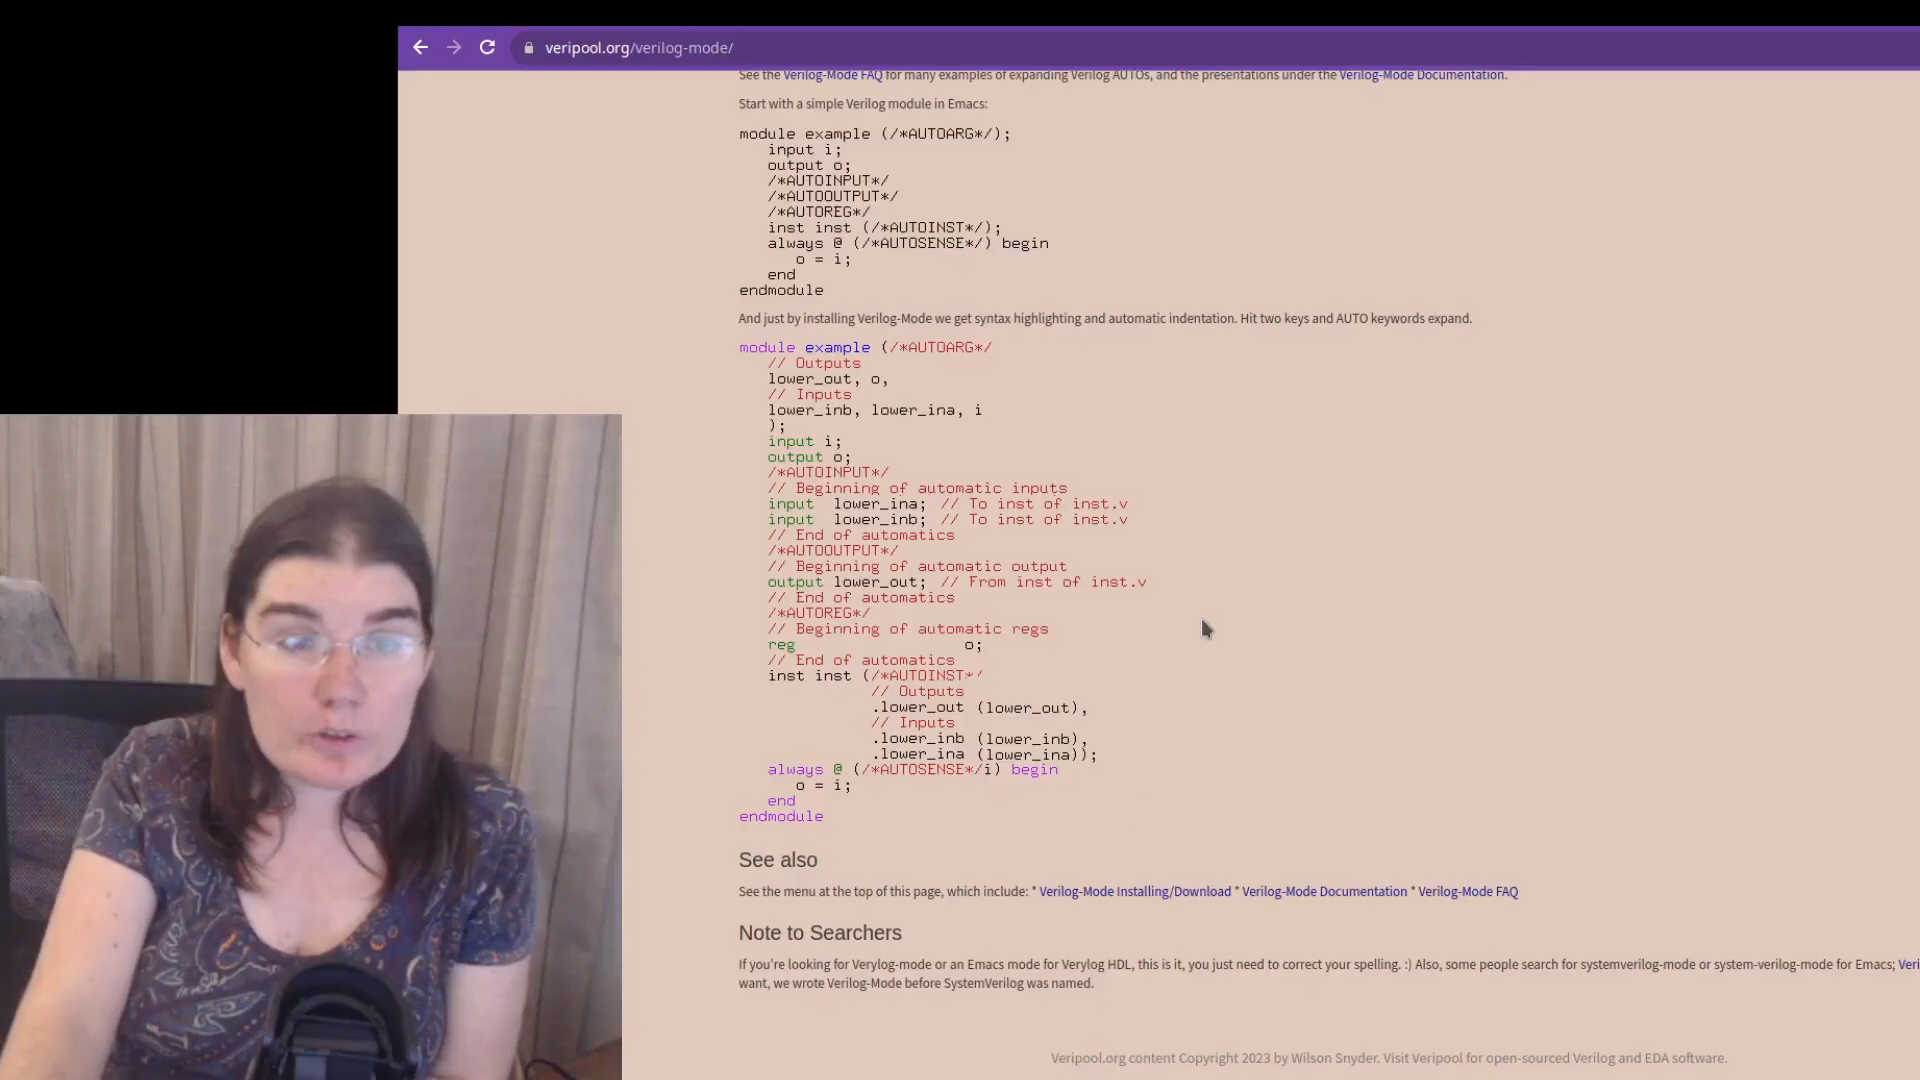 veripool.org/verilog-mode/
See the Verilog-Mode FAQ for many examples of expanding Verilog AUTOs, and the presentations under the Verilog-Mode Documentation.
Start with a simple Verilog module in Emacs:
module example (/*AUTOARG*/);
input i;
output o;
/*AUTOINPUT*/
/*AUTOOUTPUT*/
/*AUTOREG*/
inst inst (/*AUTOINST*/);
always @ (/*AUTOSENSE*/) begin
o = i;
end
endmodule
And just by installing Verilog-Mode we get syntax highlighting and automatic indentation. Hit two keys and AUTO keywords expand.
module example (/*AUTOARG*/
// Outputs
lower_out, o,
// Inputs
lower_inb, lower_ina, i
);
input i;
output o;
/*AUTOINPUT*/
// Beginning of automatic inputs
input lower_ina; // To inst of inst.v
input lower_inb; // To inst of inst.v
// End of automatics
/*AUTOOUTPUT*/
// Beginning of automatic output
output lower_out; // From inst of inst.v
// End of automatics
/*AUTOREG*/
// Beginning of automatic regs
reg o;
// End of automatics
inst inst (/*AUTOINST*/
// Outputs
.lower_out (lower_out),
// Inputs
.lower_inb (lower_inb),
.lower_ina (lower_ina));
always @ (/*AUTOSENSE*/i) begin
o = i;
end
endmodule
See also
See the menu at the top of this page, which include: * Verilog-Mode Installing/Download * Verilog-Mode Documentation * Verilog-Mode FAQ
Note to Searchers
If you're looking for Verylog-mode or an Emacs mode for Verylog HDL, this is it, you just need to correct your spelling. :) Also, some people search for systemverilog-mode or system-verilog-mode for Emacs; Veri
want, we wrote Verilog-Mode before SystemVerilog was named.
Veripool.org content Copyright 2023 by Wilson Snyder. Visit Veripool for open-sourced Verilog and EDA software.